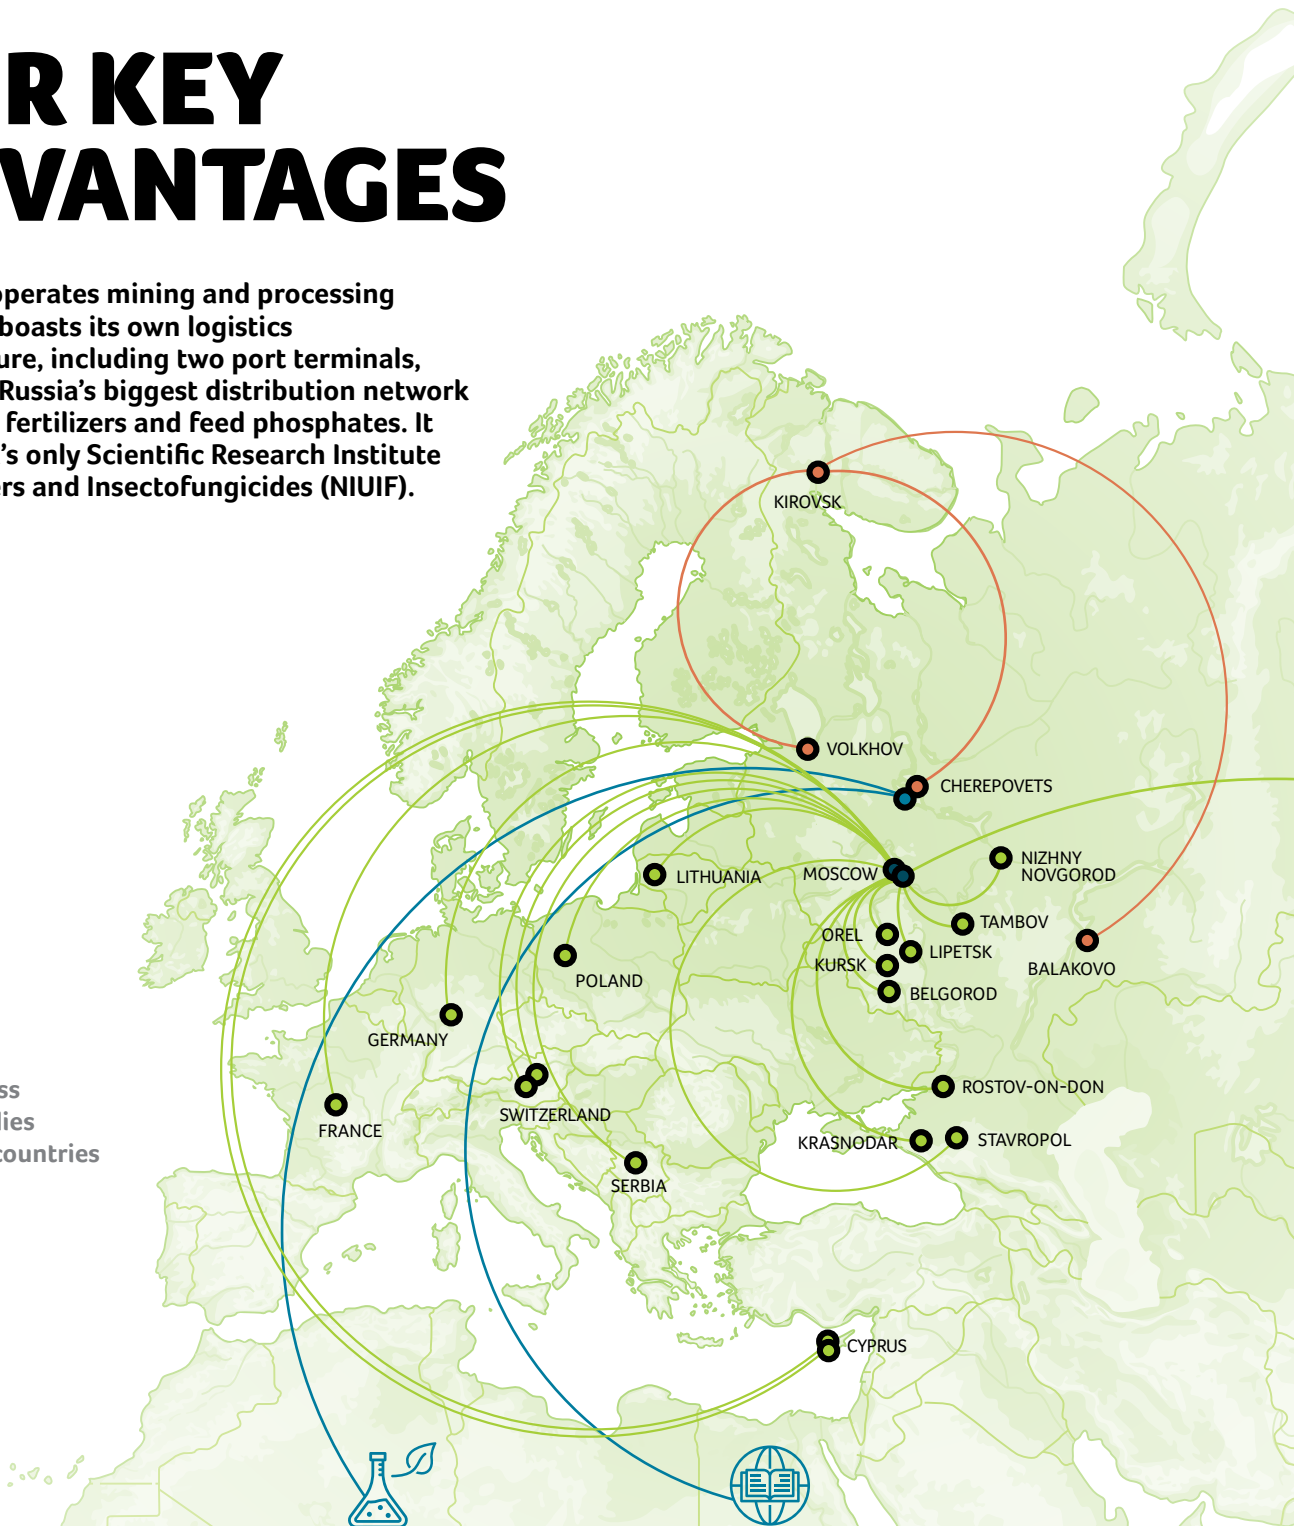 R KEY
VANTAGES
operates mining and processing
boasts its own logistics
ure, including two port terminals,
Russia's biggest distribution network
fertilizers and feed phosphates. It
's only Scientific Research Institute
ers and Insectofungicides (NIUIF).
KIROVSK
VOLKHOV
CHEREPOVETS
NIZHNY
NOVGOROD
MOSCOW
LITHUANIA
TAMBOV
OREL
LIPETSK
KURSK
BALAKOVO
POLAND
BELGOROD
GERMANY
ss
lies
countries
ROSTOV-ON-DON
SWITZERLAND
FRANCE
KRASNODAR
STAVROPOL
SERBIA
CYPRUS